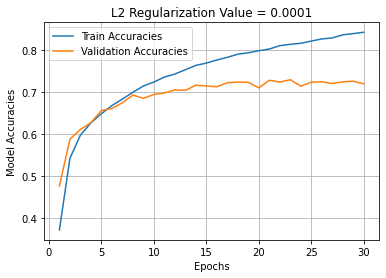 L2 Regularization Value = 0.0001
Train Accuracies
Validation Accuracies
Model Accuracies
0.8
0.7
0.6
0.5
0.4
0
5
10
15
20
25
30
Epochs